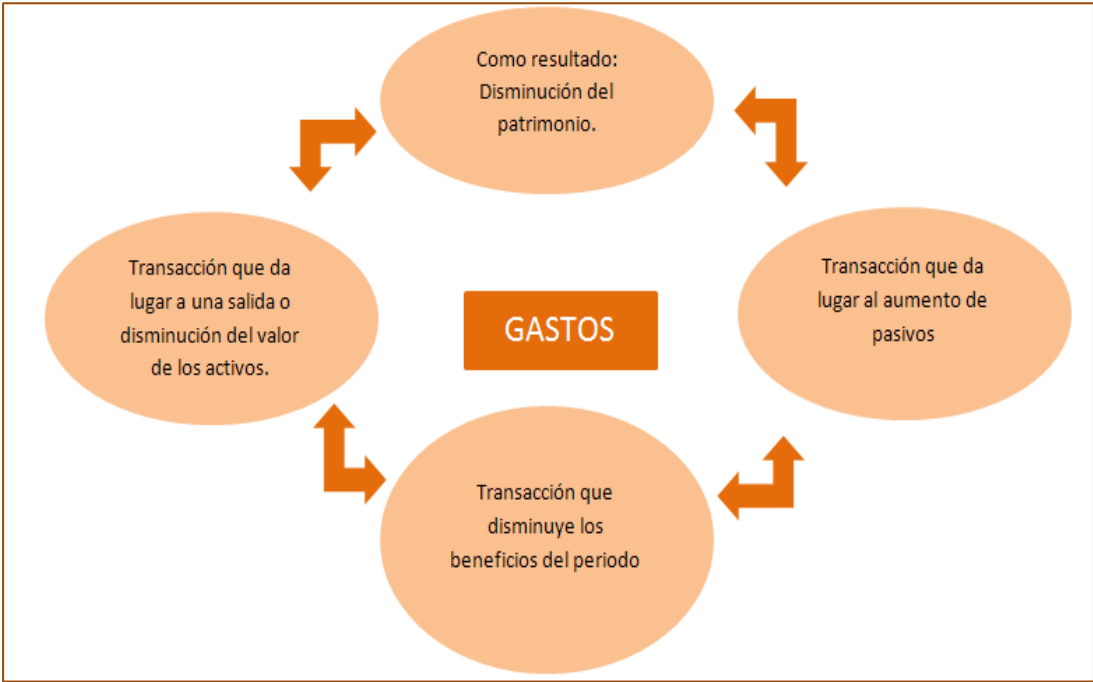 Como resultado:
Disminución del
patrimonio.
Transacción que da
lugar a una salida o
disminución del valor
de los activos.
GASTOS
Transacción que da
lugar al aumento de
pasivos
Transacción que
disminuye los
beneficios del periodo